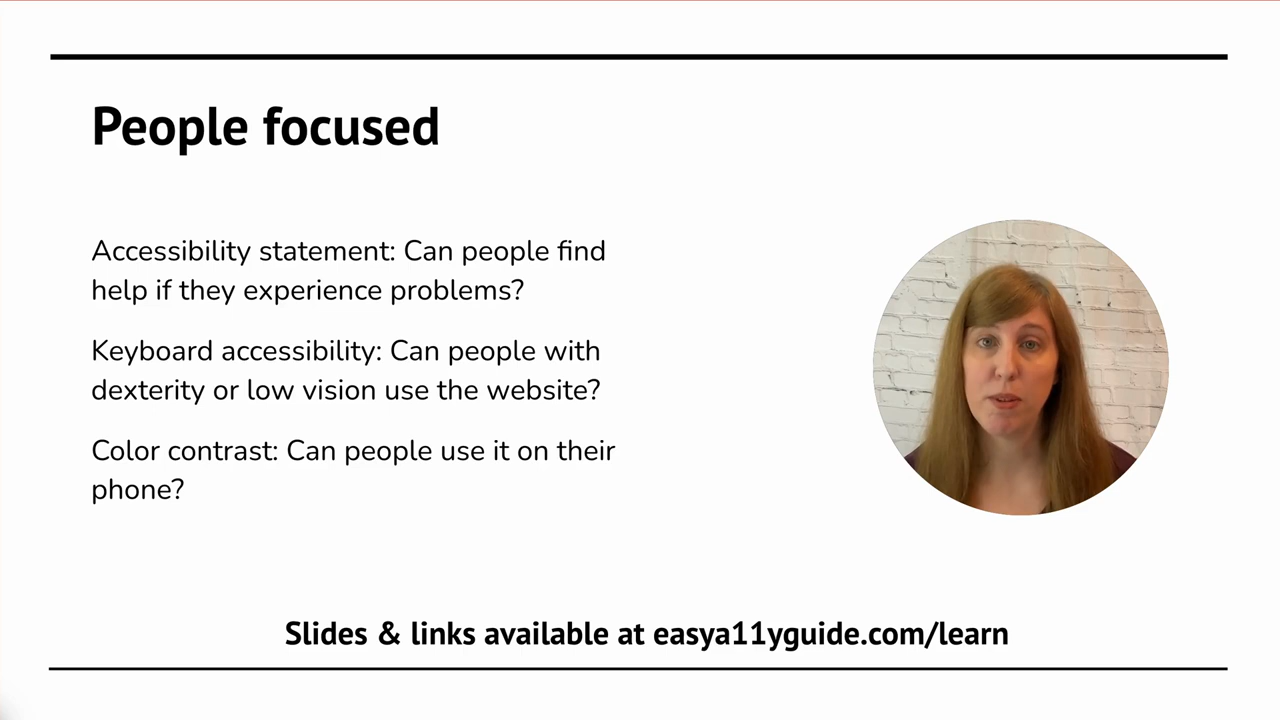 People focused
Accessibility statement: Can people find
help if they experience problems?
Keyboard accessibility: Can people with
dexterity or low vision use the website?
Color contrast: Can people use it on their
phone?
Slides & links available at easya11yguide.com/learn